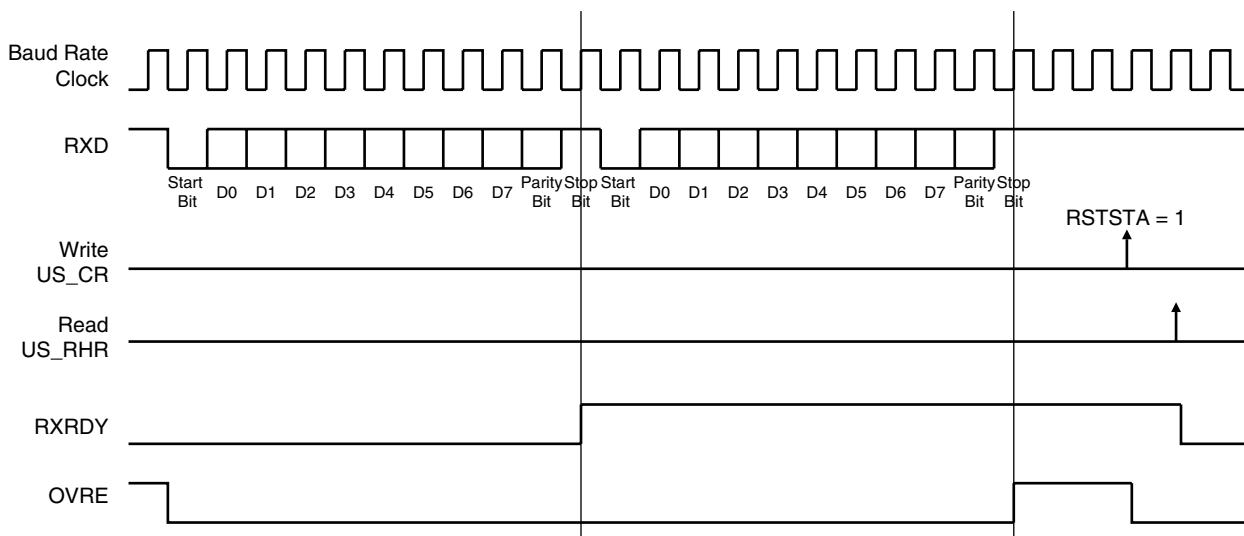 Baud Rate
Clock
RXD
Start
Bit
D0
D1
D2
D3
D4
D5
D6
D7
Parity
Bit
Stop
Bit
Start
Bit
D0
D1
D2
D3
D4
D5
D6
D7
Parity
Bit
Stop
Bit
RSTSTA = 1
Write
US_CR
Read
US_RHR
RXRDY
OVRE